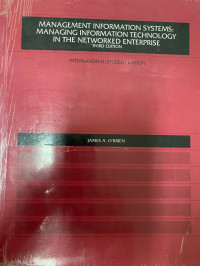 MANAGEMENT INFORMATION SYSTEMS:
MANAGING INFORMATION TECHNOLOGY
IN THE NETWORKED ENTERPRISE
THIRD EDITION
INTERNATIONAL STUDENT EDITION
JAMES A. O'BRIEN